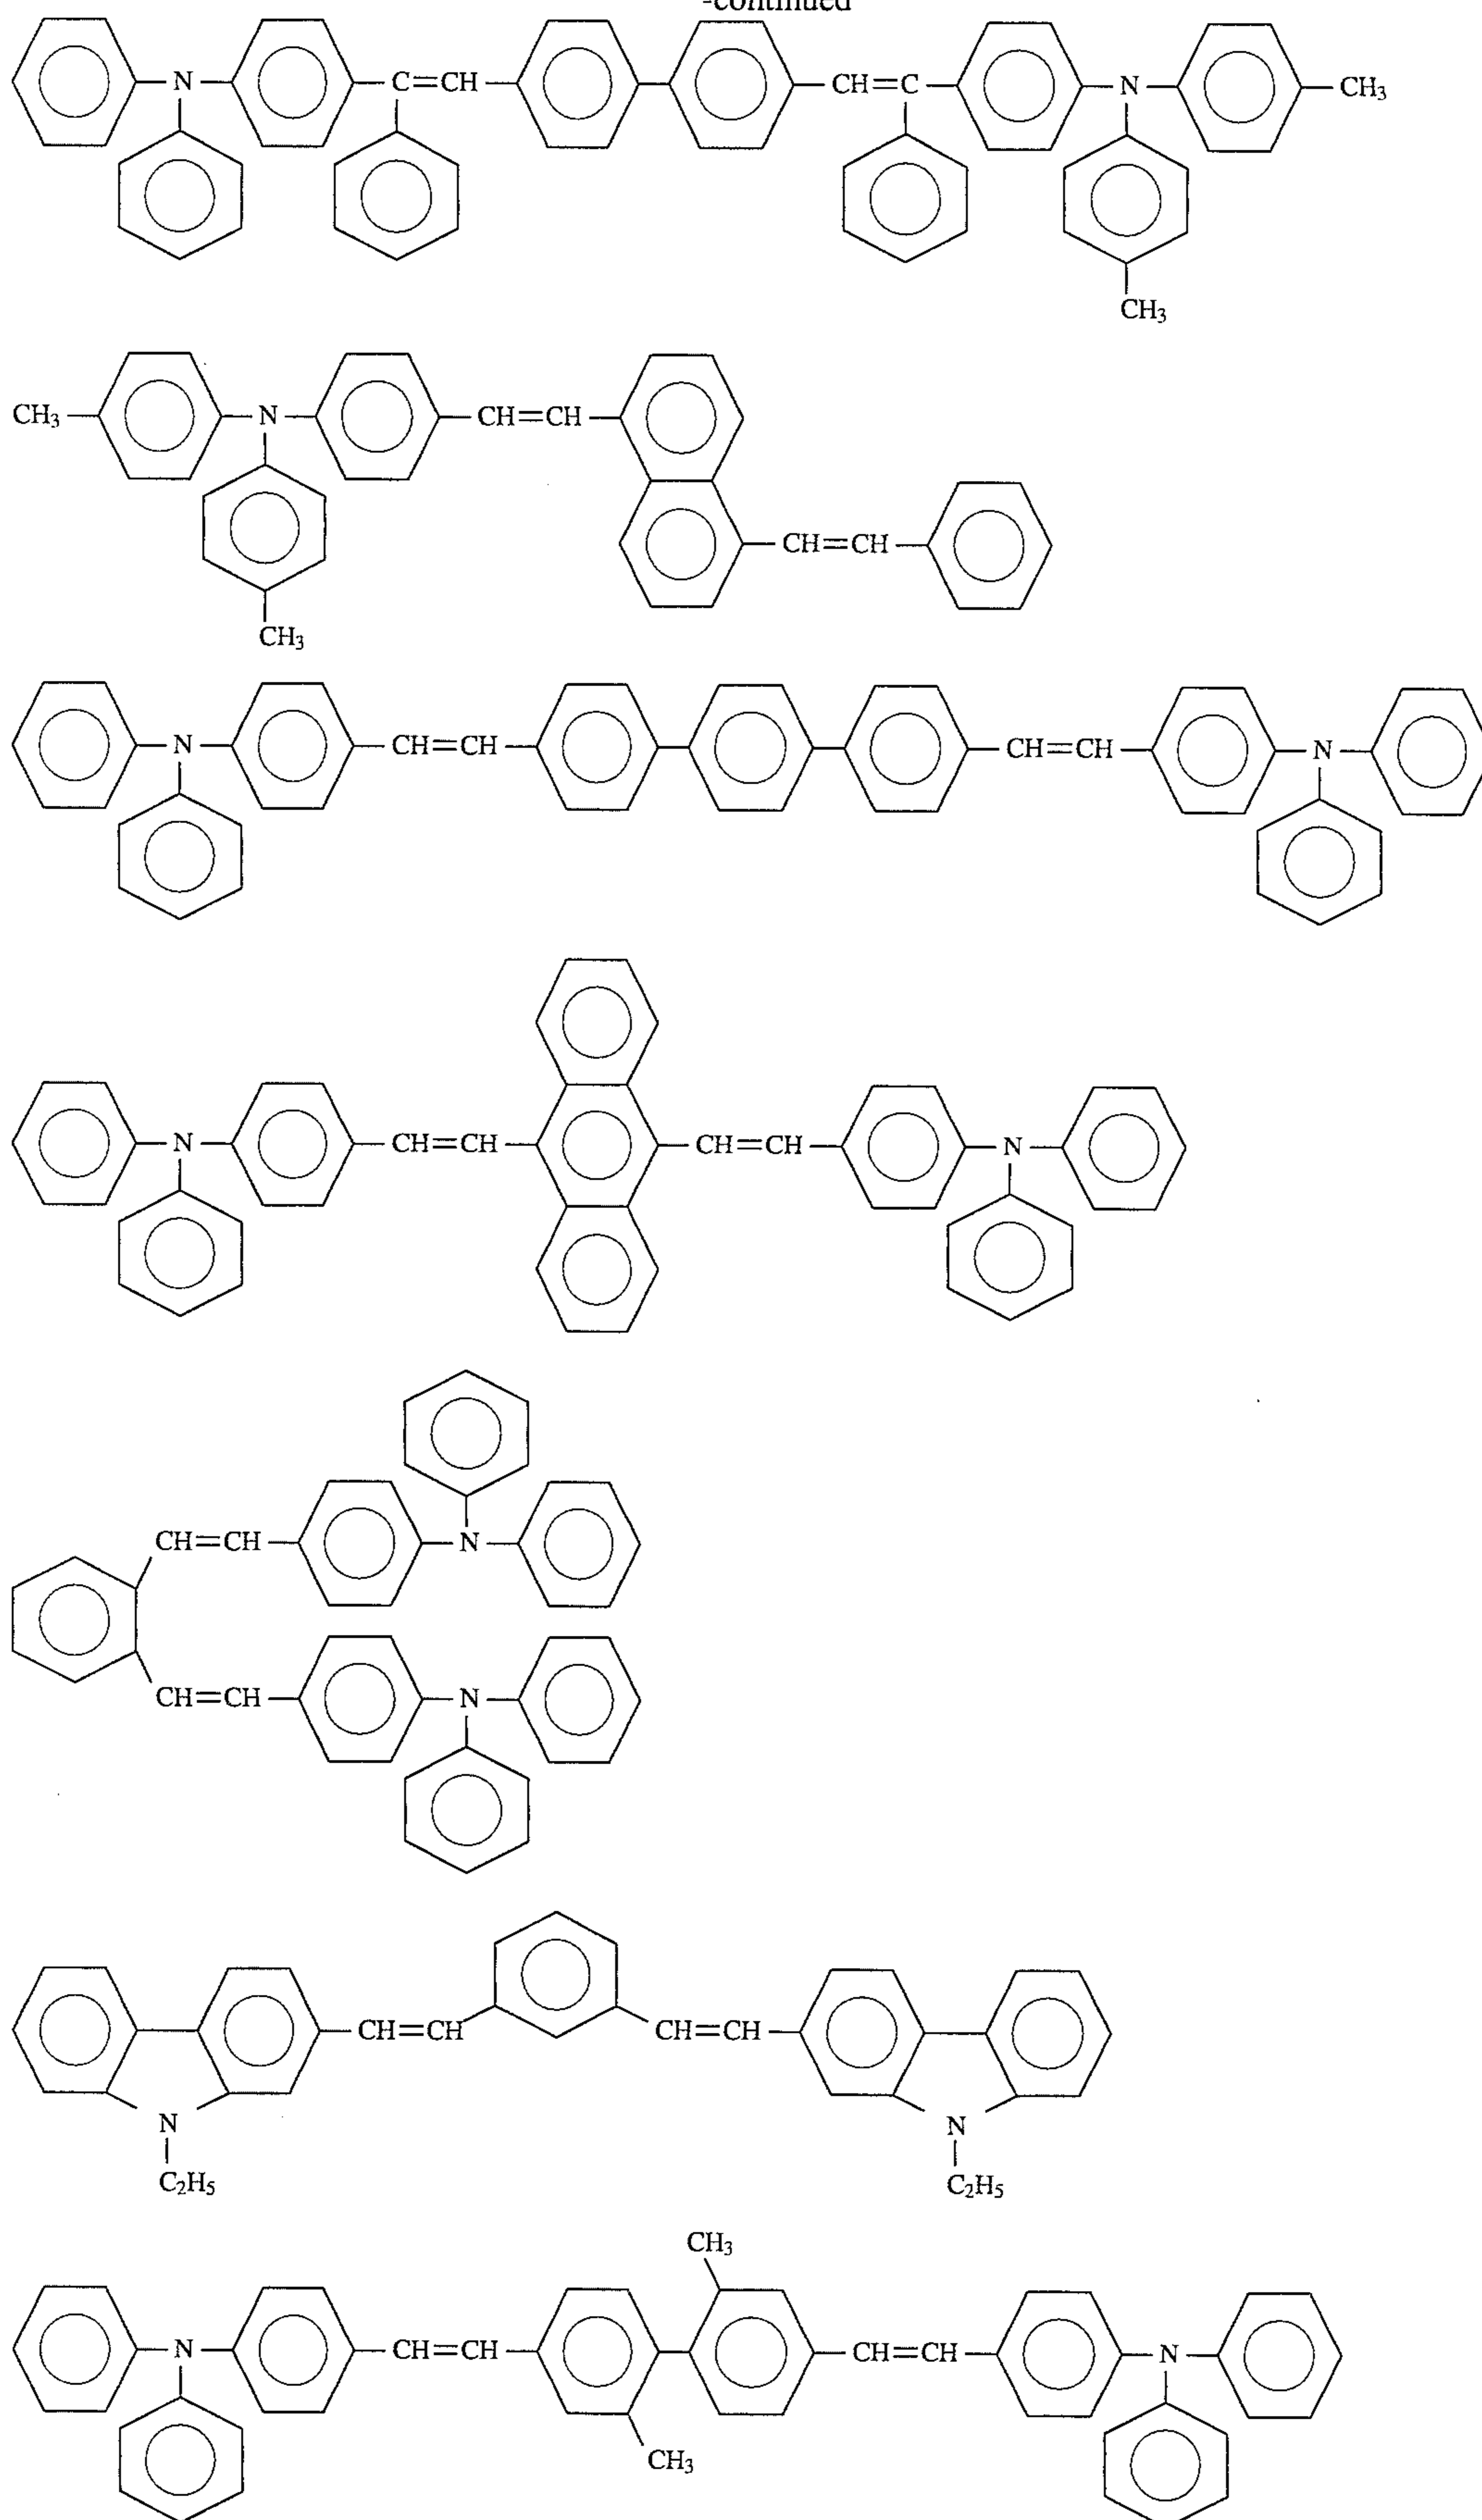 -continued
N C=CH CH=C N CH3
CH3
CH3 N CH=CH
CH=CH
CH3
N CH=CH CH=CH N
N CH=CH CH=CH N
CH=CH N
CH=CH N
CH=CH CH=CH
N N
C2H5 C2H5
CH3
N CH=CH CH=CH N
CH3